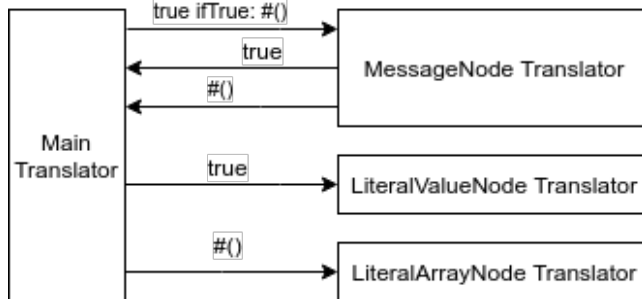 true ifTrue: #()
true
#()
MessageNode Translator
Main
Translator
true
LiteralValueNode Translator
#()
LiteralArrayNode Translator